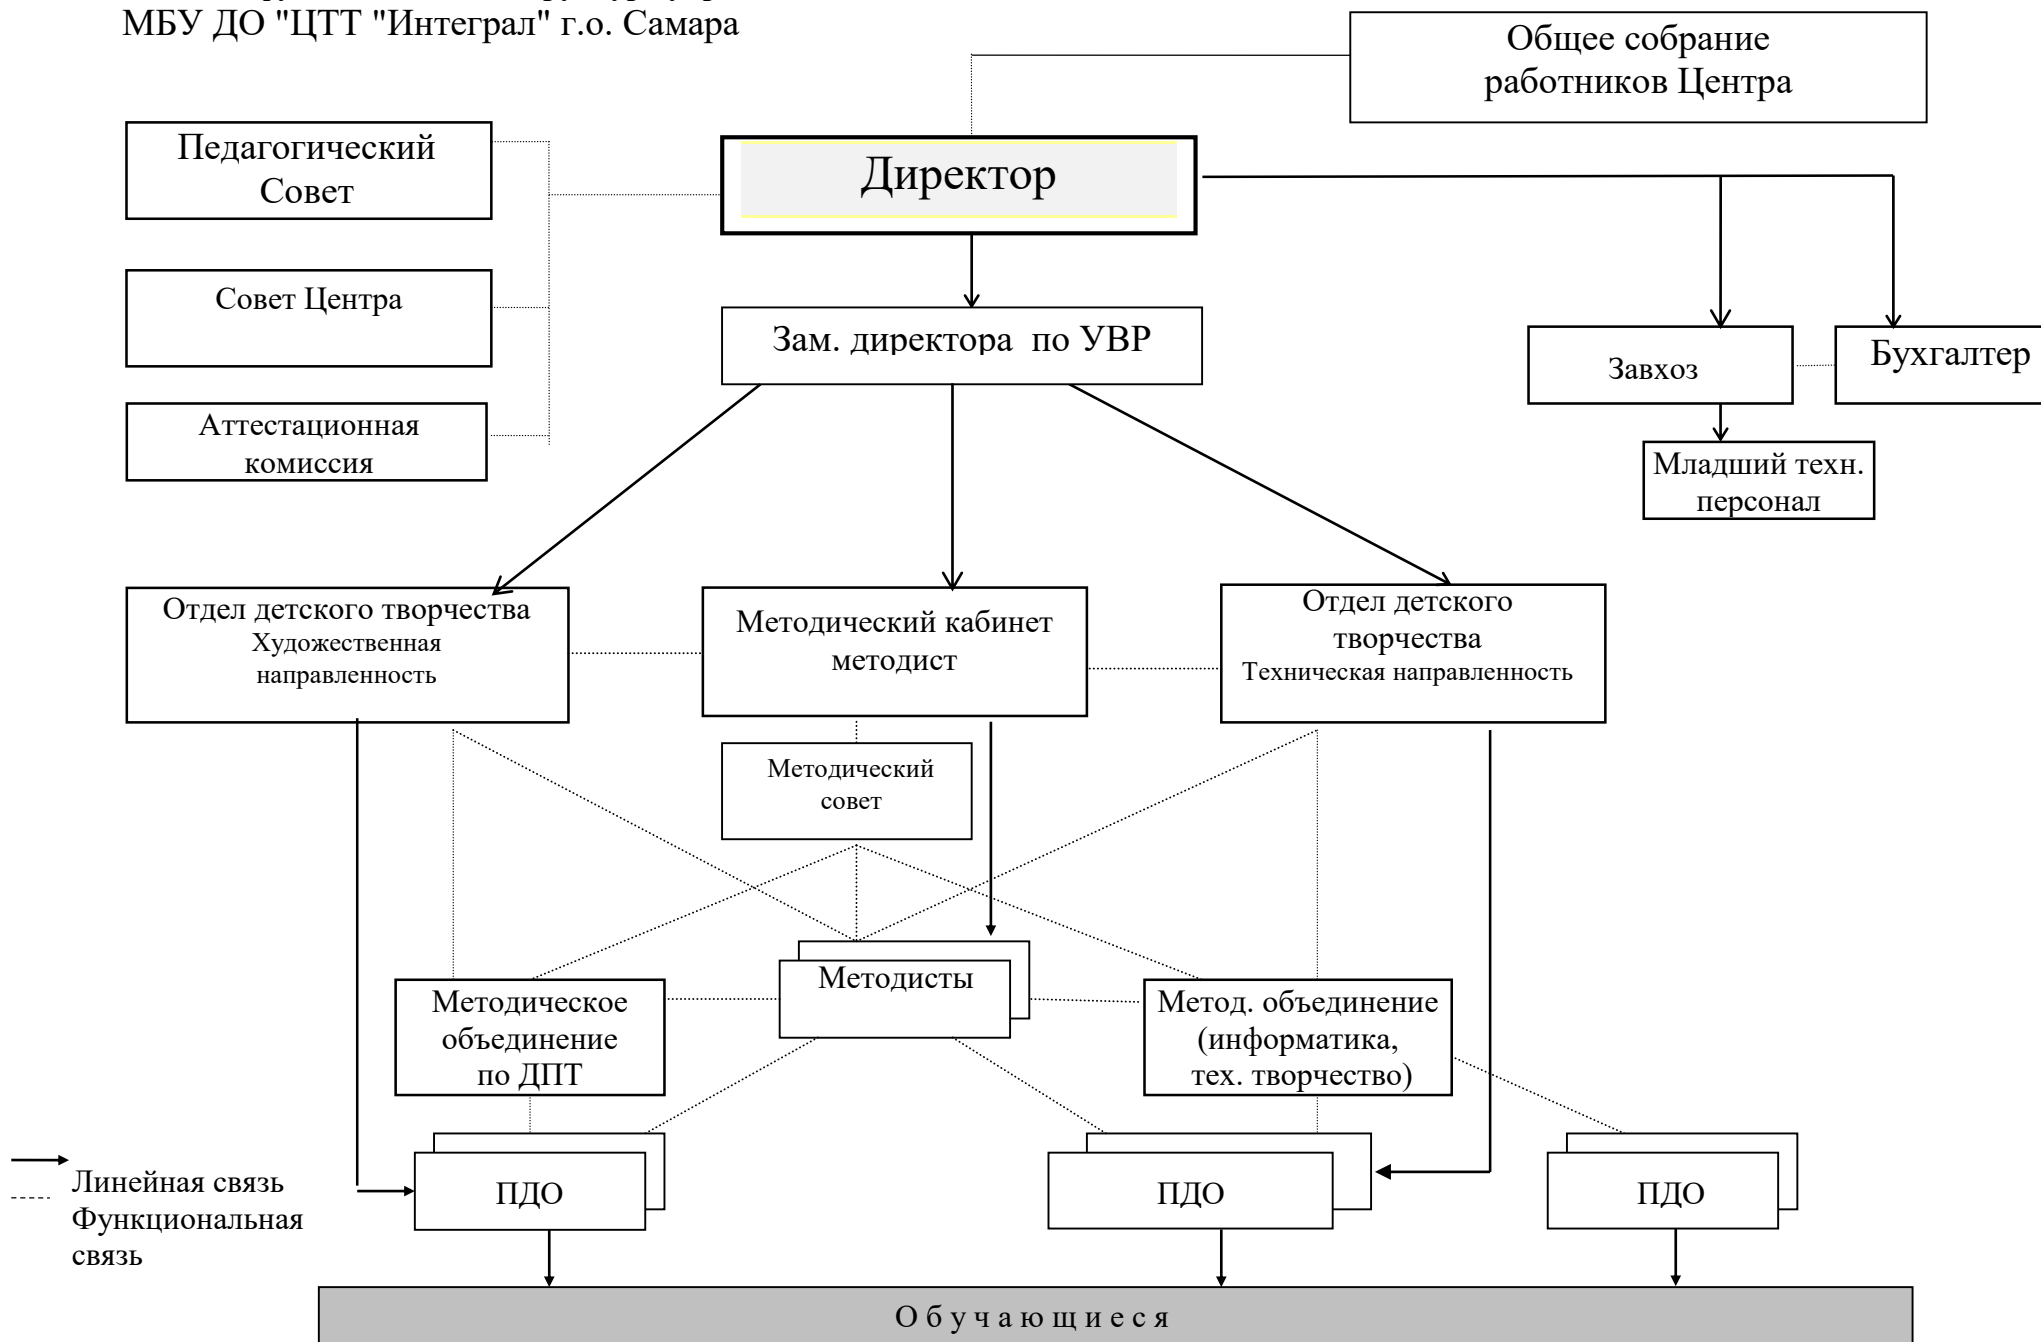 МБУ ДО "ЦТТ "Интеграл" г.о. Самара
Общее собрание
работников Центра
Педагогический
Совет
Директор
Совет Центра
Зам. директора по УВР
Завхоз
Бухгалтер
Аттестационная
комиссия
Младший техн.
персонал
Отдел детского творчества
Художественная
направленность
Методический кабинет
методист
Отдел детского
творчества
Техническая направленность
Методический
совет
Методическое
объединение
по ДПТ
Методисты
Метод. объединение
(информатика,
тех. творчество)
Линейная связь
Функциональная
связь
ПДО
ПДО
ПДО
Обучающиеся